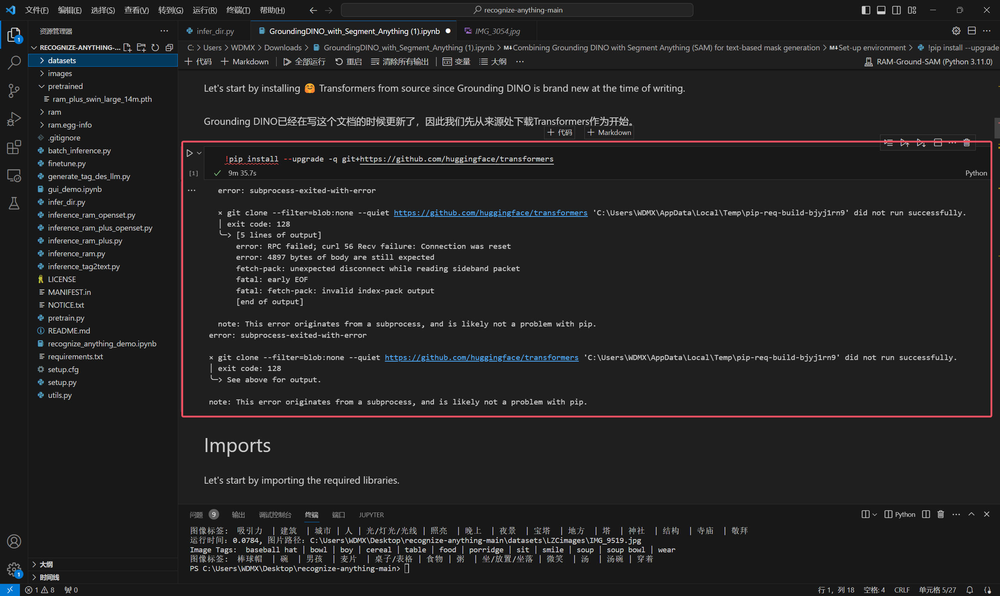 文件(F) 编辑(E) 选择(S) 查看(V) 转到(G) 运行(R) 终端(T) 帮助(H)
recognize-anything-main
资源管理器
infer_dir.py
GroundingDINO_with_Segment_Anything (1).ipynb
IMG_3054.jpg
RECOGNIZE-ANYTHING-...
C: > Users > WDMX > Downloads > GroundingDINO_with_Segment_Anything (1).ipynb > M↓Combining Grounding DINO with Segment Anything (SAM) for text-based mask generation > M↓Set-up environment > !pip install --upgrade
+ 代码 + Markdown | 全部运行 重启 清除所有输出 | 变量 大纲 ...
RAM-Ground-SAM (Python 3.11.0)
1
datasets
images
pretrained
ram_plus_swin_large_14m.pth
ram
ram.egg-info
.gitignore
batch_inference.py
finetune.py
generate_tag_des_llm.py
gui_demo.ipynb
infer_dir.py
inference_ram_openset.py
inference_ram_plus_openset.py
inference_ram_plus.py
inference_ram.py
inference_tag2text.py
LICENSE
MANIFEST.in
NOTICE.txt
pretrain.py
README.md
recognize_anything_demo.ipynb
requirements.txt
setup.cfg
setup.py
utils.py
大纲
时间线
1
Let's start by installing 🤗 Transformers from source since Grounding DINO is brand new at the time of writing.
Grounding DINO已经在写这个文档的时候更新了，因此我们先从来源处下载Transformers作为开始。
+ 代码 + Markdown
!pip install --upgrade -q git+https://github.com/huggingface/transformers
[1] ✓ 9m 35.7s
Python
error: subprocess-exited-with-error
× git clone --filter=blob:none --quiet https://github.com/huggingface/transformers 'C:\Users\WDMX\AppData\Local\Temp\pip-req-build-bjyj1rn9' did not run successfully.
│ exit code: 128
╰─> [5 lines of output]
error: RPC failed; curl 56 Recv failure: Connection was reset
error: 4897 bytes of body are still expected
fetch-pack: unexpected disconnect while reading sideband packet
fatal: early EOF
fatal: fetch-pack: invalid index-pack output
[end of output]
note: This error originates from a subprocess, and is likely not a problem with pip.
error: subprocess-exited-with-error
× git clone --filter=blob:none --quiet https://github.com/huggingface/transformers 'C:\Users\WDMX\AppData\Local\Temp\pip-req-build-bjyj1rn9' did not run successfully.
│ exit code: 128
╰─> See above for output.
note: This error originates from a subprocess, and is likely not a problem with pip.
Imports
Let's start by importing the required libraries.
问题 9 输出 调试控制台 终端 端口 JUPYTER
Python
图像标签: 吸引力 | 建筑 | 城市 | 人 | 光/灯光/光线 | 照亮 | 晚上 | 夜景 | 宝塔 | 地方 | 塔 | 神社 | 结构 | 寺庙 | 敬拜
运行时间: 0.0784, 图片路径: C:\Users\WDMX\Desktop\recognize-anything-main\datasets\LZCimages\IMG_9519.jpg
Image Tags: baseball hat | bowl | boy | cereal | table | food | porridge | sit | smile | soup | soup bowl | wear
图像标签: 棒球帽 | 碗 | 男孩 | 麦片 | 桌子/表格 | 食物 | 粥 | 坐/放置/坐落 | 微笑 | 汤 | 汤碗 | 穿着
PS C:\Users\WDMX\Desktop\recognize-anything-main>
1 8 0
行 1，列 18 空格: 4 CRLF 单元格 5/27